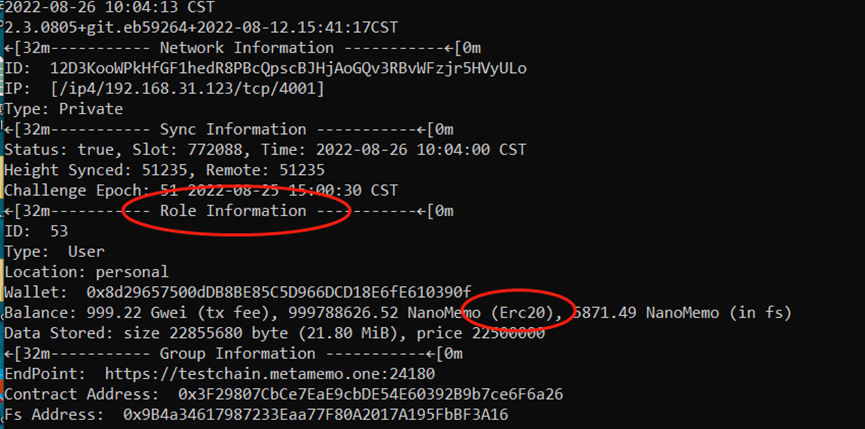 2022-08-26 10:04:13 CST
2.3.0805+git.eb59264+2022-08-12.15:41:17CST
←[32m----------- Network Information -----------←[0m
ID:  12D3KooWPkHfGF1hedR8PBcQpscBJHjAoGQv3RBvWFzjr5HVyULo
IP:  [/ip4/192.168.31.123/tcp/4001]
Type: Private
←[32m----------- Sync Information -----------←[0m
Status: true, Slot: 772088, Time: 2022-08-26 10:04:00 CST
Height Synced: 51235, Remote: 51235
Challenge Epoch: 51 2022-08-25 15:00:30 CST
←[32m----------- Role Information -----------←[0m
ID:  53
Type:  User
Location: personal
Wallet:  0x8d29657500dDB8BE85C5D966DCD18E6fE610390f
Balance: 999.22 Gwei (tx fee), 999788626.52 NanoMemo (Erc20), 5871.49 NanoMemo (in fs)
Data Stored: size 22855680 byte (21.80 MiB), price 22500000
←[32m----------- Group Information -----------←[0m
EndPoint:  https://testchain.metamemo.one:24180
Contract Address:  0x3F29807CbCe7EaE9cbDE54E60392B9b7ce6F6a26
Fs Address:  0x9B4a34617987233Eaa77F80A2017A195FbBF3A16